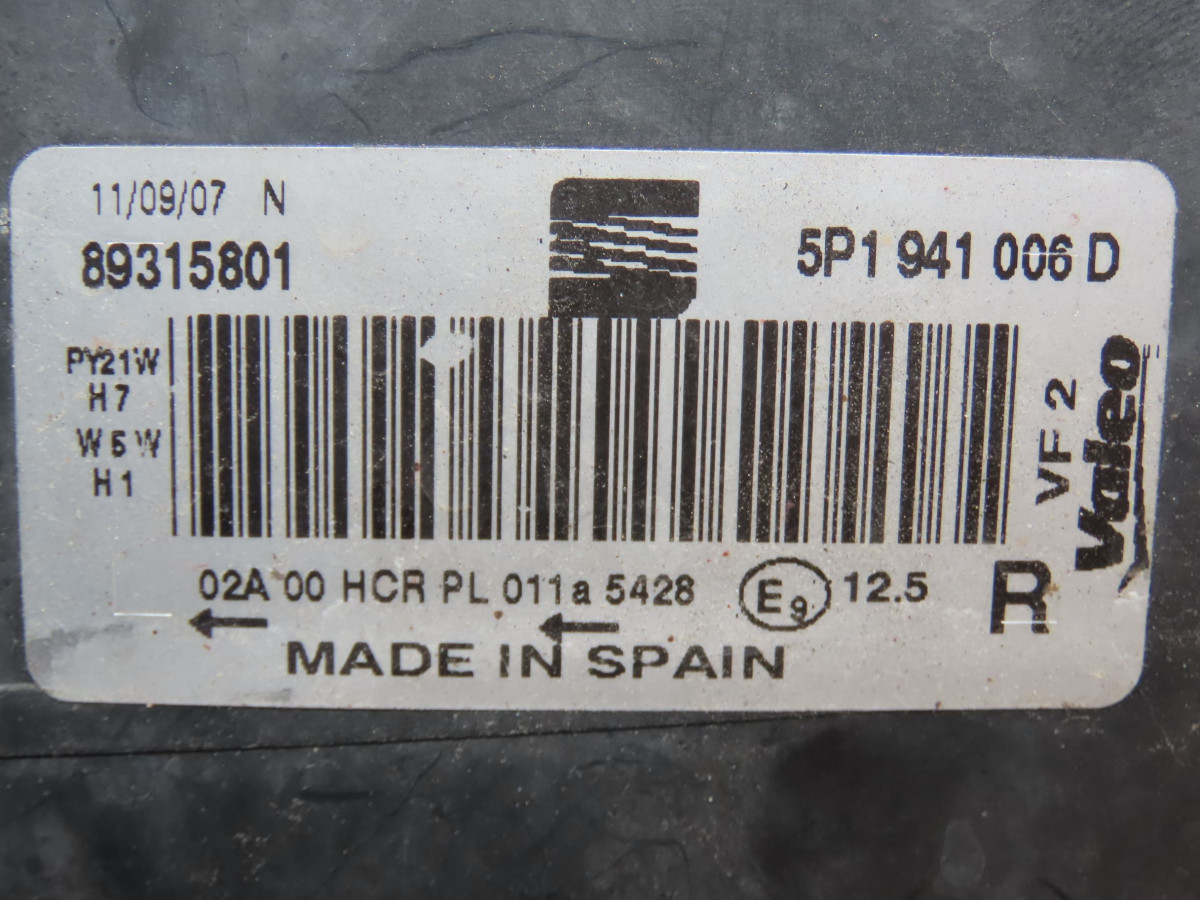 11/09/07 N
89315801
5P1 941 006 D
PY21W
H7
W5W
H1
VF 2
Valeo
02A 00 HCR PL 011a 5428 E9 12.5
R
MADE IN SPAIN